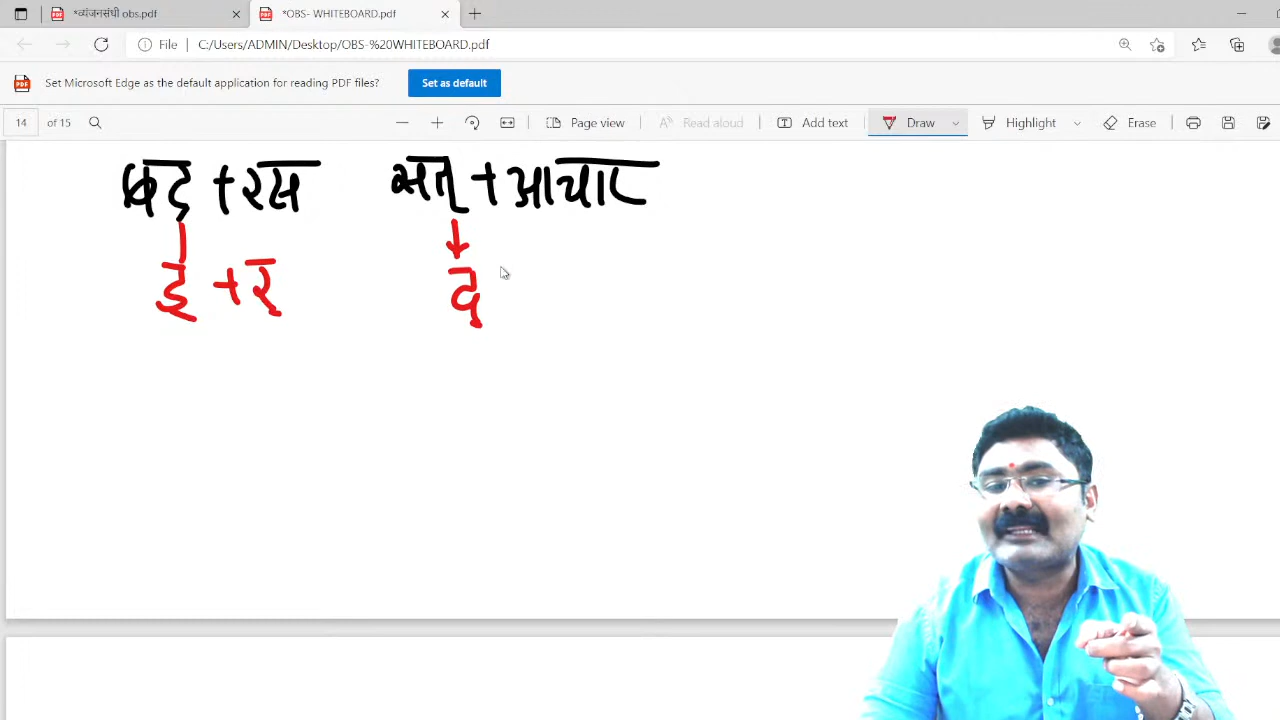 *व्यंजनसंधी obs.pdf
*OBS- WHITEBOARD.pdf
File C:/Users/ADMIN/Desktop/OBS-%20WHITEBOARD.pdf
Set Microsoft Edge as the default application for reading PDF files? Set as default
14 of 15 Page view Read aloud Add text Draw Highlight Erase
+ रस सत् + आचार
ड् + र् द्